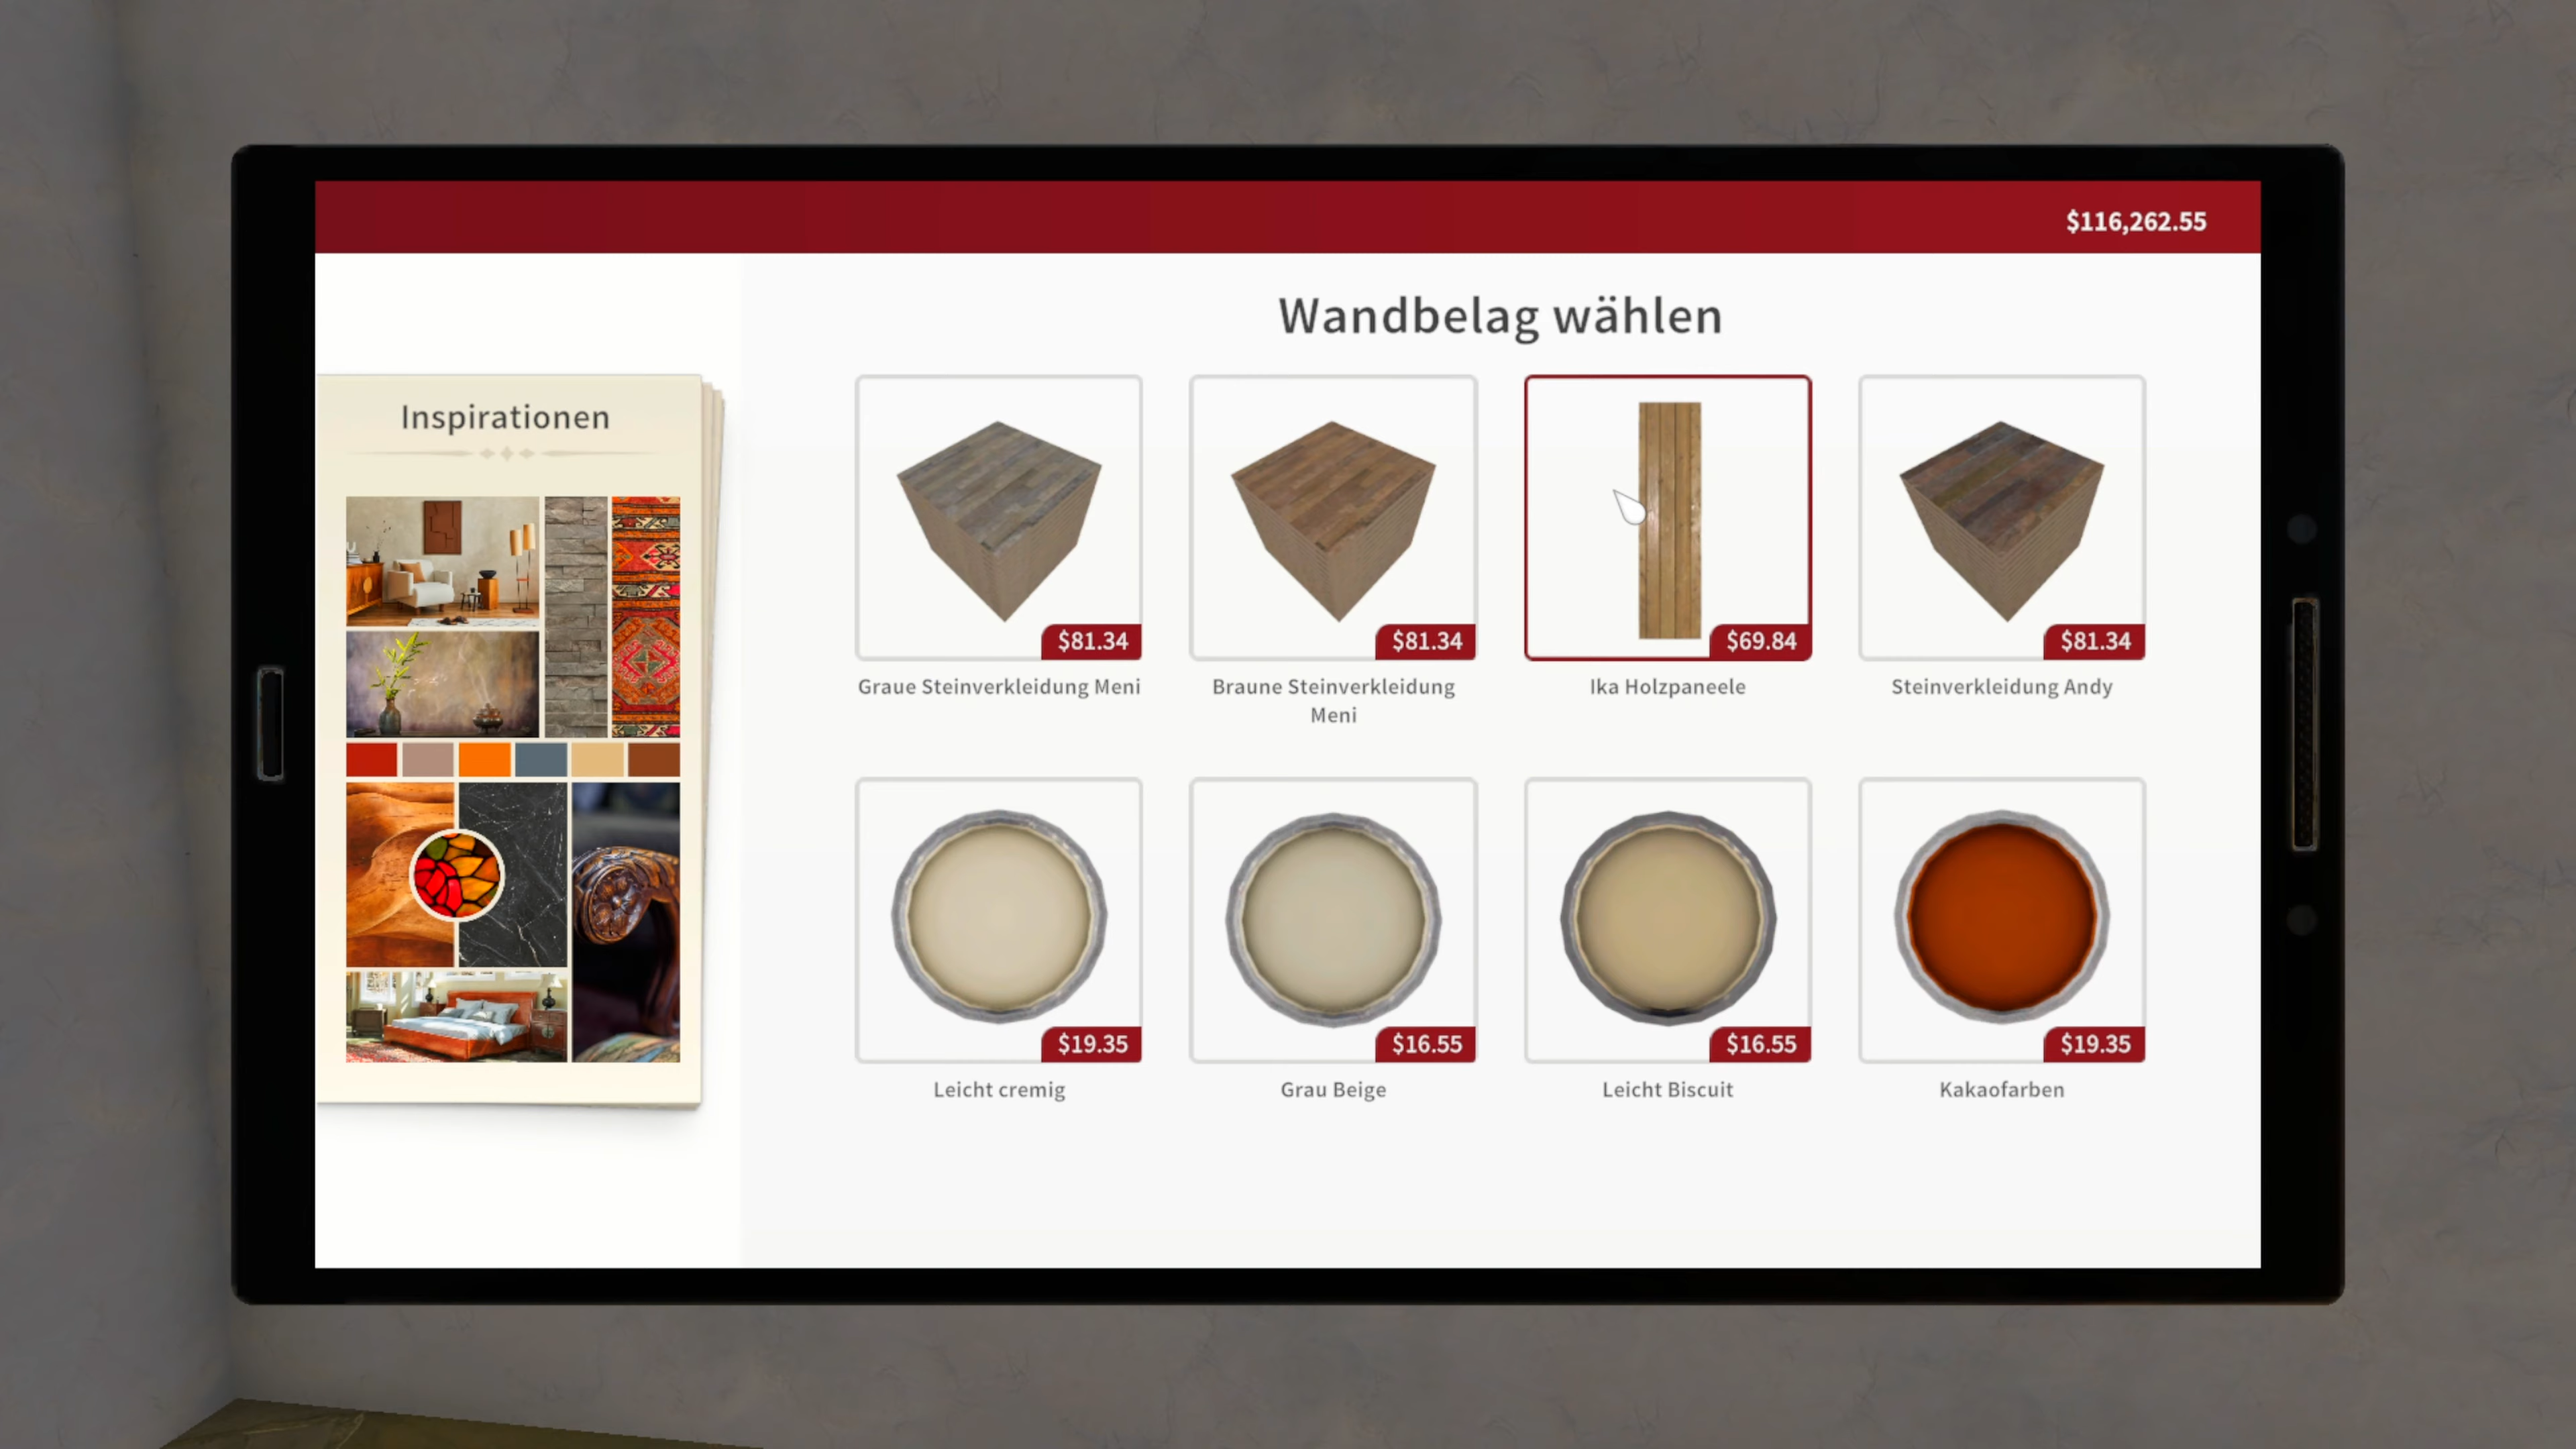 $116,262.55
Inspirationen
Wandbelag wählen
$81.34
$81.34
$69.84
$81.34
Graue Steinverkleidung Meni
Braune Steinverkleidung
Meni
Ika Holzpaneele
Steinverkleidung Andy
$19.35
$16.55
$16.55
$19.35
Leicht cremig
Grau Beige
Leicht Biscuit
Kakaofarben